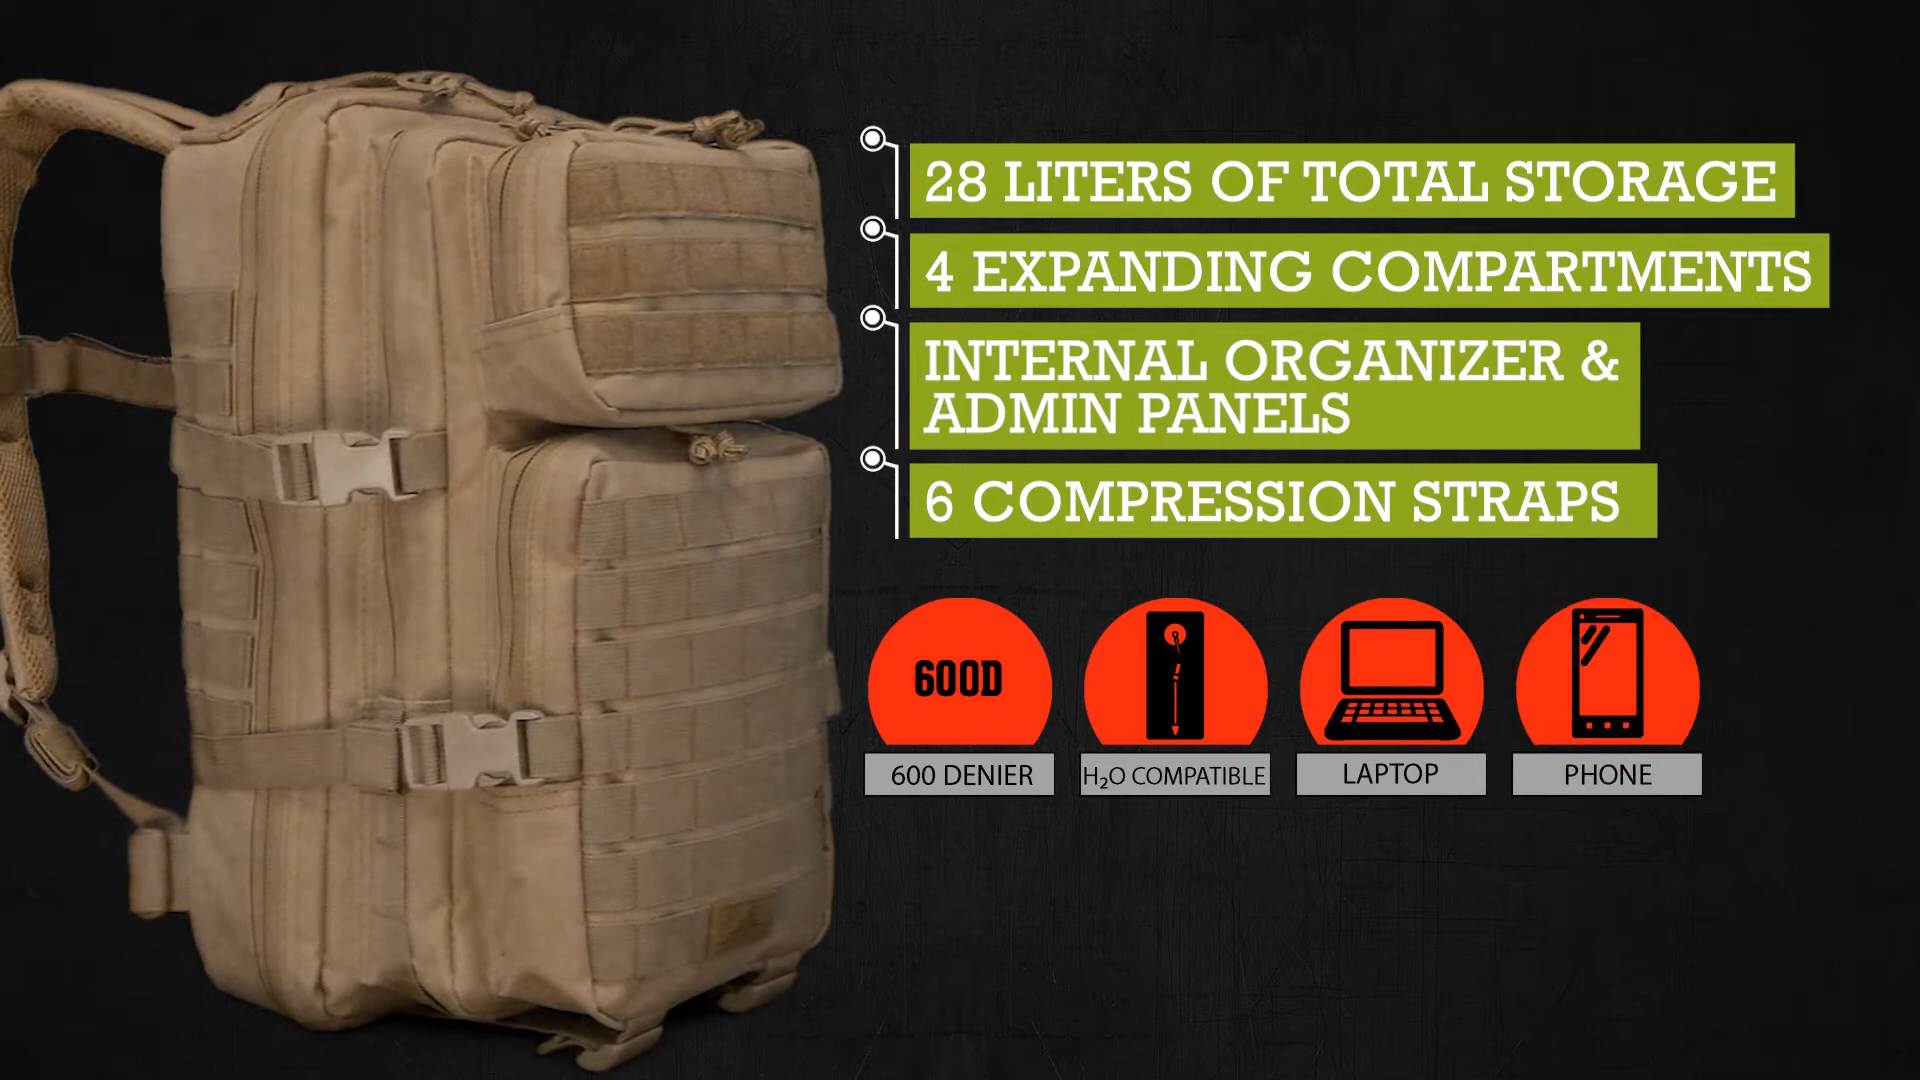 28 LITERS OF TOTAL STORAGE
4 EXPANDING COMPARTMENTS
INTERNAL ORGANIZER &
ADMIN PANELS
6 COMPRESSION STRAPS
600D
600 DENIER
H₂O COMPATIBLE
LAPTOP
PHONE